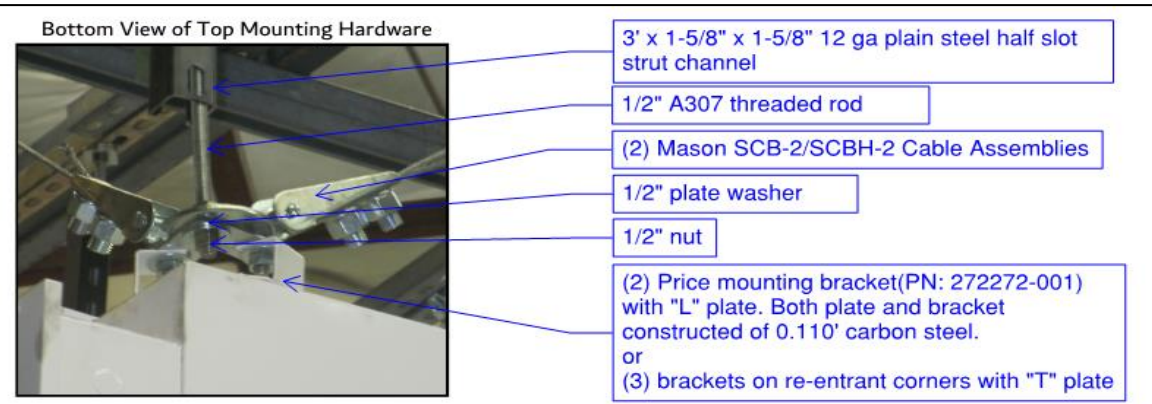 Bottom View of Top Mounting Hardware
3' x 1-5/8" x 1-5/8" 12 ga plain steel half slot
strut channel
1/2" A307 threaded rod
(2) Mason SCB-2/SCBH-2 Cable Assemblies
1/2" plate washer
1/2" nut
(2) Price mounting bracket(PN: 272272-001)
with "L" plate. Both plate and bracket
constructed of 0.110' carbon steel.
or
(3) brackets on re-entrant corners with "T" plate